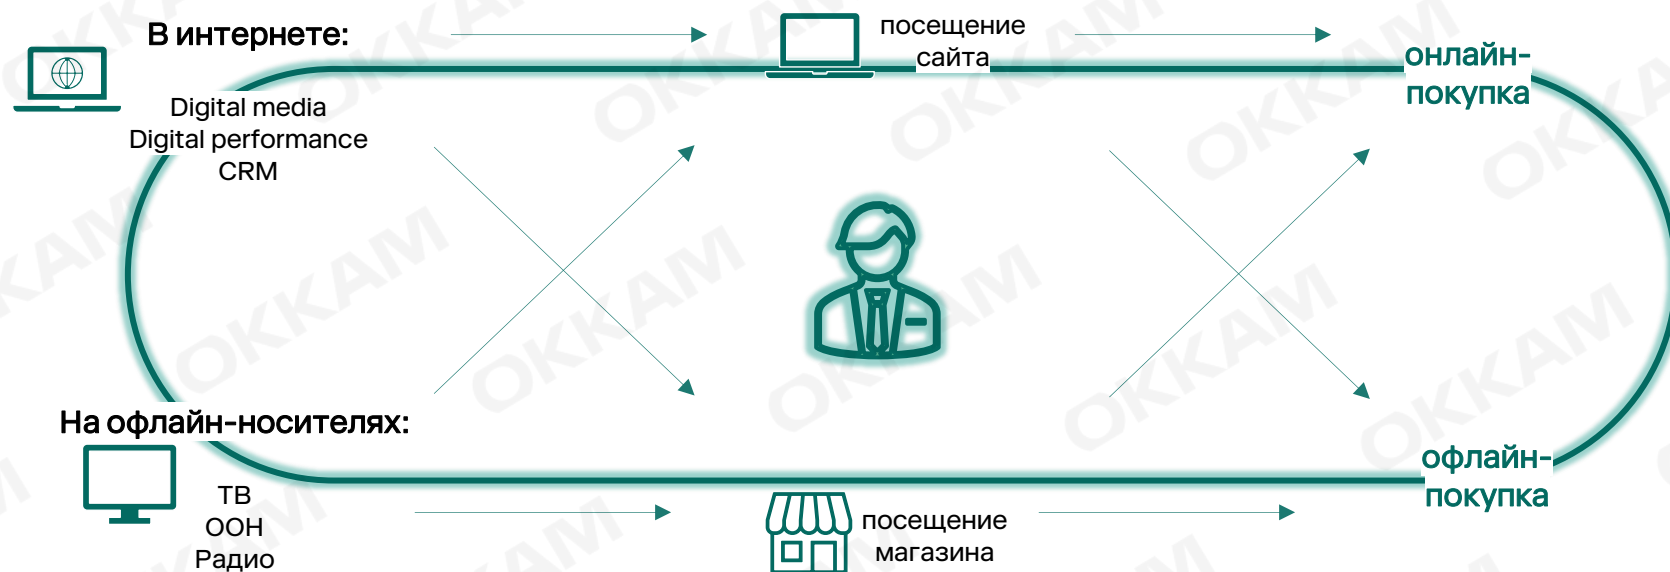 В интернете:
Digital media
Digital performance
CRM
посещение
сайта
онлайн-
покупка
На офлайн-носителях:
ТВ
ООН
Радио
посещение
магазина
офлайн-
покупка
OKKAM